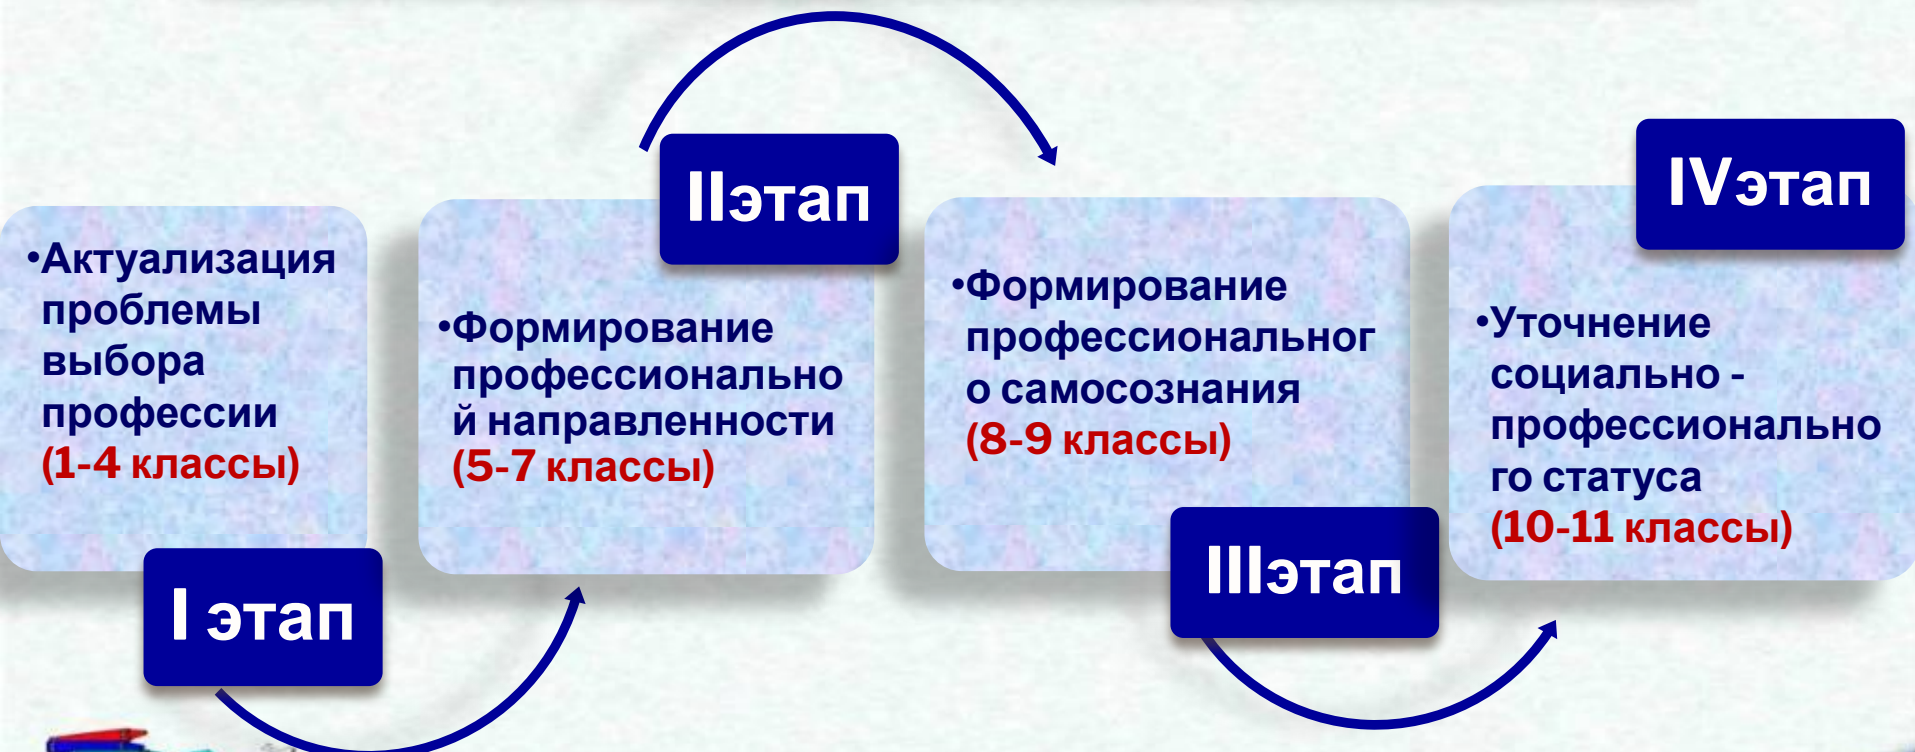 •Актуализация
проблемы
выбора
профессии
(1-4 классы)
I этап
IIэтап
•Формирование
профессионально
й направленности
(5-7 классы)
•Формирование
профессиональног
о самосознания
(8-9 классы)
IIIэтап
IVэтап
•Уточнение
социально -
профессионально
го статуса
(10-11 классы)